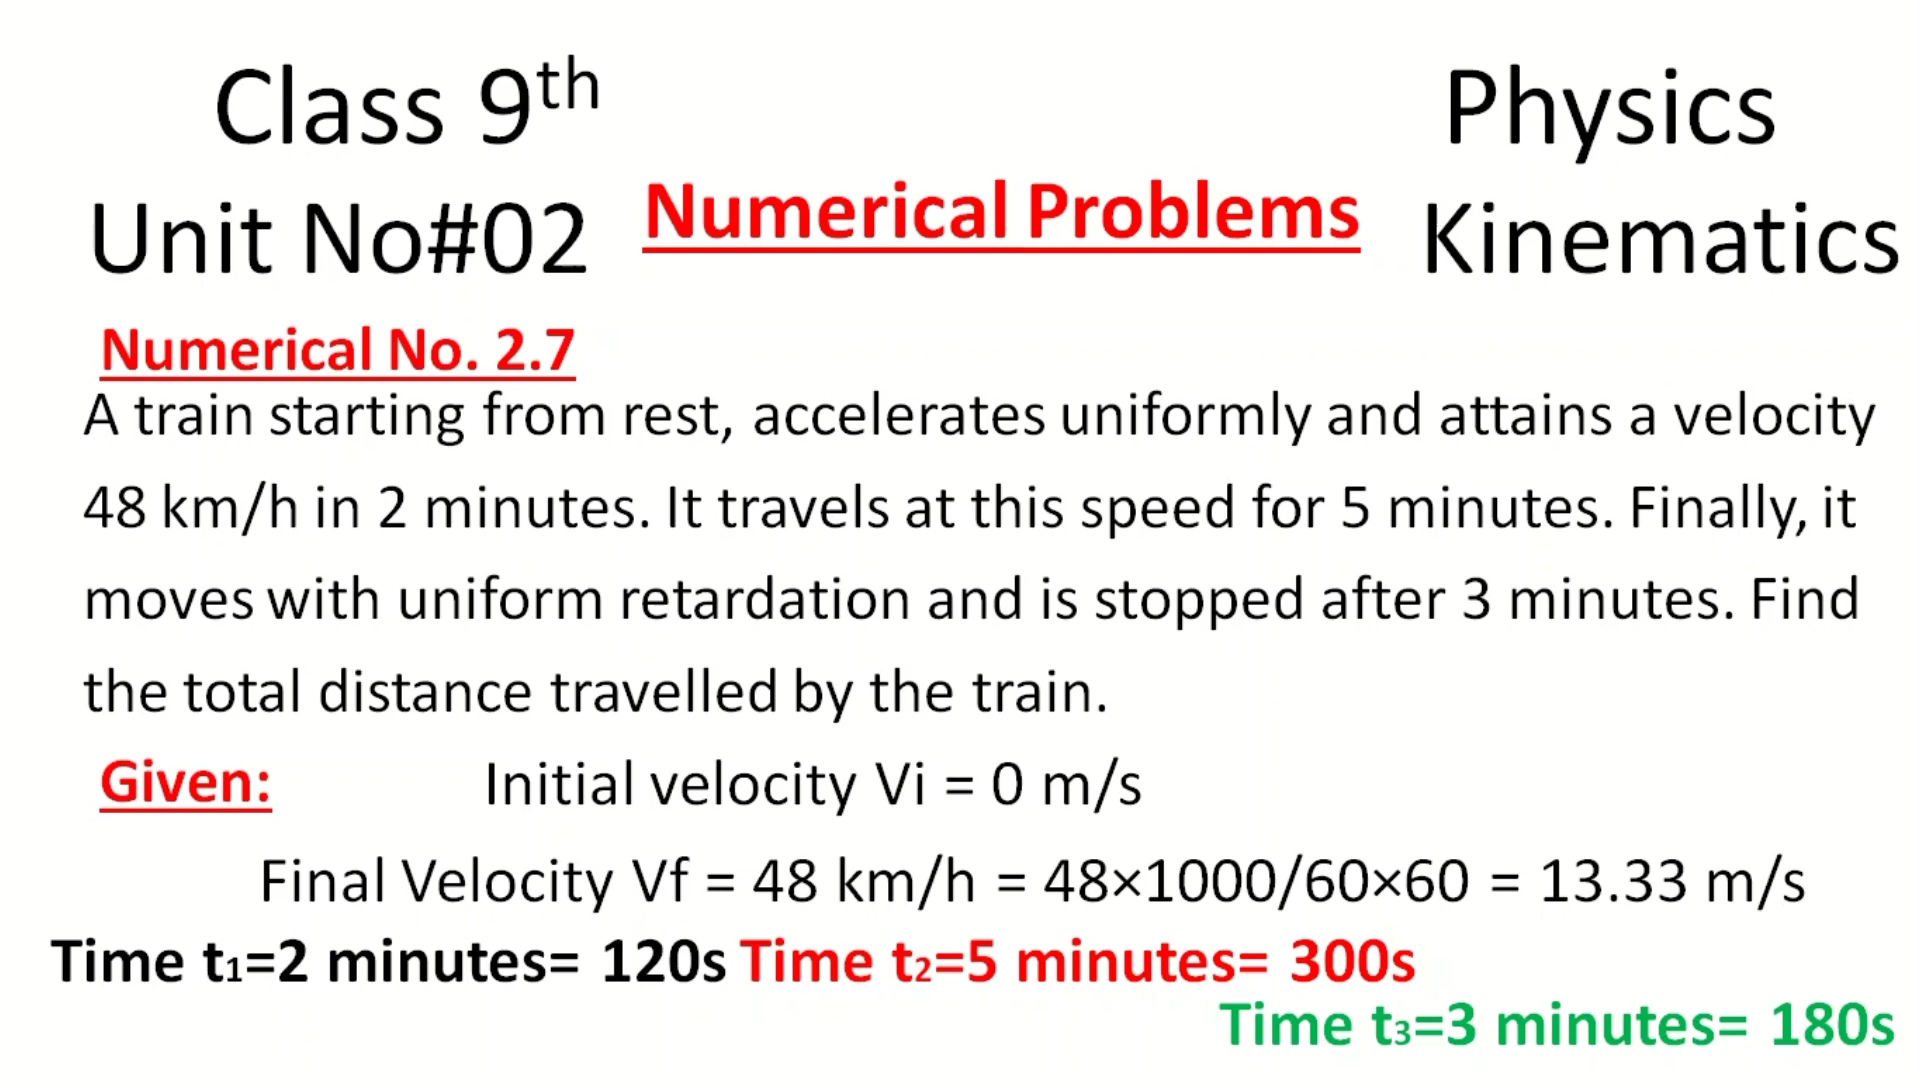 Class 9th
Physics
Unit No#02
Numerical Problems
Kinematics
Numerical No. 2.7
A train starting from rest, accelerates uniformly and attains a velocity
48 km/h in 2 minutes. It travels at this speed for 5 minutes. Finally, it
moves with uniform retardation and is stopped after 3 minutes. Find
the total distance travelled by the train.
Given: Initial velocity Vi = 0 m/s
Final Velocity Vf = 48 km/h = 48×1000/60×60 = 13.33 m/s
Time t₁=2 minutes= 120s Time t₂=5 minutes= 300s
Time t₃=3 minutes= 180s